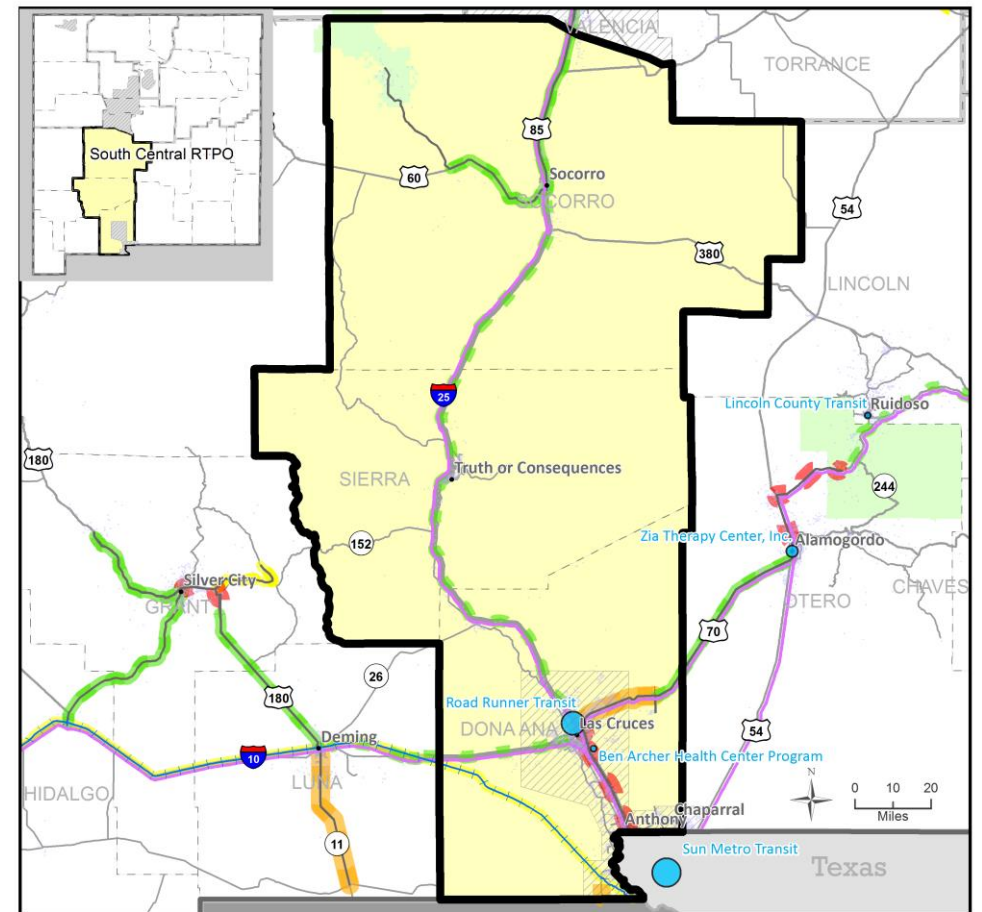 South Central RTPO
VALENCIA
TORRANCE
85
Socorro
60
SOCORRO
54
380
LINCOLN
25
Lincoln County Transit
Ruidoso
180
Truth or Consequences
SIERRA
244
152
Zia Therapy Center, Inc.
Alamogordo
Silver City
GRANT
CHAVES
OTERO
70
26
180
Road Runner Transit
Las Cruces
DONA ANA
54
Deming
Ben Archer Health Center Program
10
LUNA
N
HIDALGO
0 10 20
Miles
Chaparral
Anthony
11
Sun Metro Transit
Texas